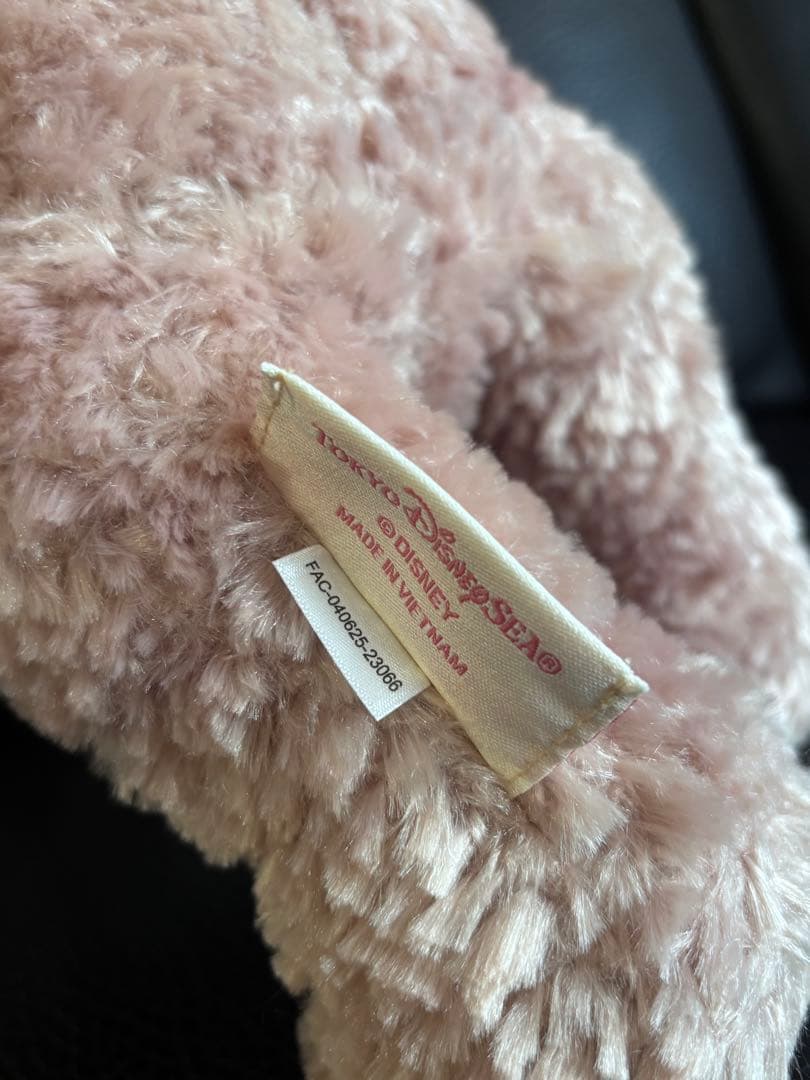 TOKYO DISNEYSEA®
© DISNEY
MADE IN VIETNAM
FAC-040625-23066